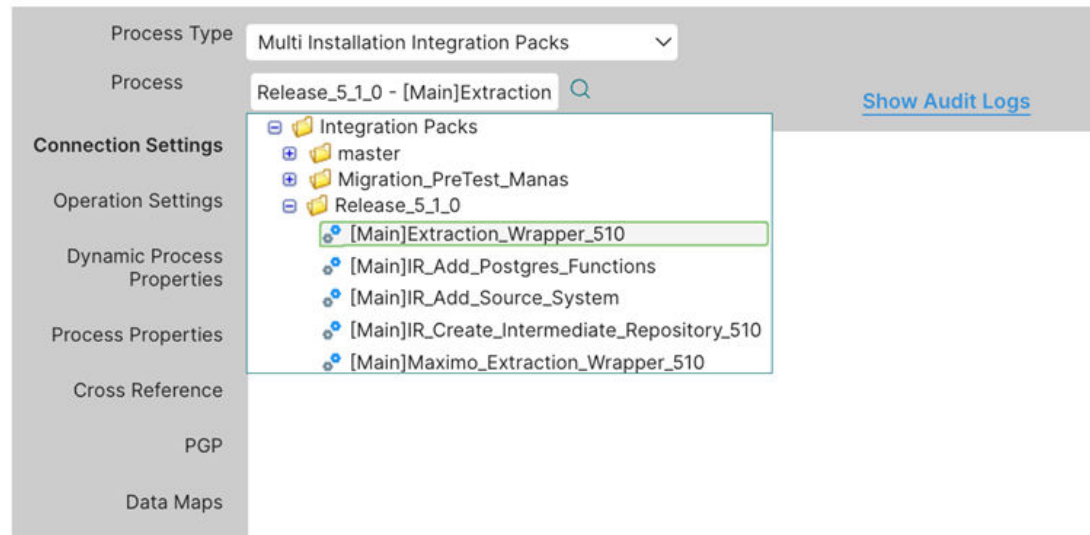 Process Type
Multi Installation Integration Packs
Process
Release_5_1_0 - [Main]Extraction
Show Audit Logs
Integration Packs
master
Migration_PreTest_Manas
Release_5_1_0
[Main]Extraction_Wrapper_510
[Main]IR_Add_Postgres_Functions
[Main]IR_Add_Source_System
[Main]IR_Create_Intermediate_Repository_510
[Main]Maximo_Extraction_Wrapper_510
Connection Settings
Operation Settings
Dynamic Process
Properties
Process Properties
Cross Reference
PGP
Data Maps